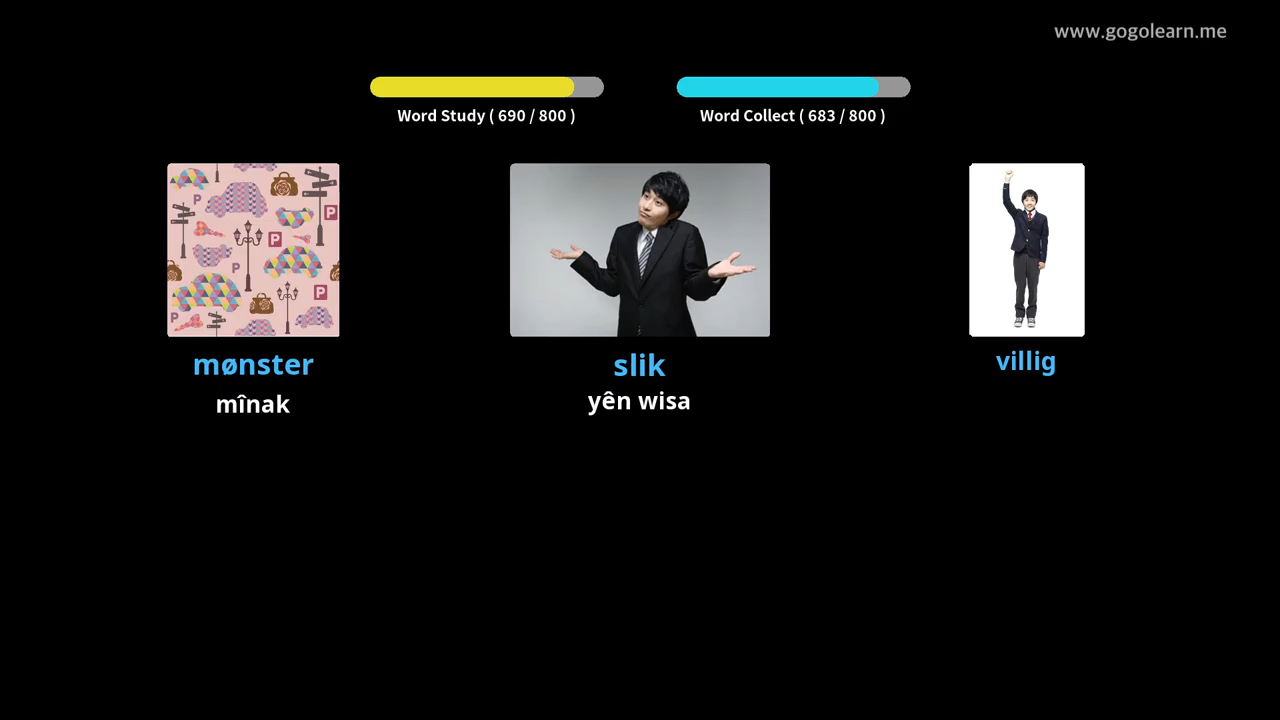 www.gogolearn.me
Word Study ( 690 / 800 )
Word Collect ( 683 / 800 )
P
P
P
P
P
P
mønster
slik
villig
mînak
yên wisa